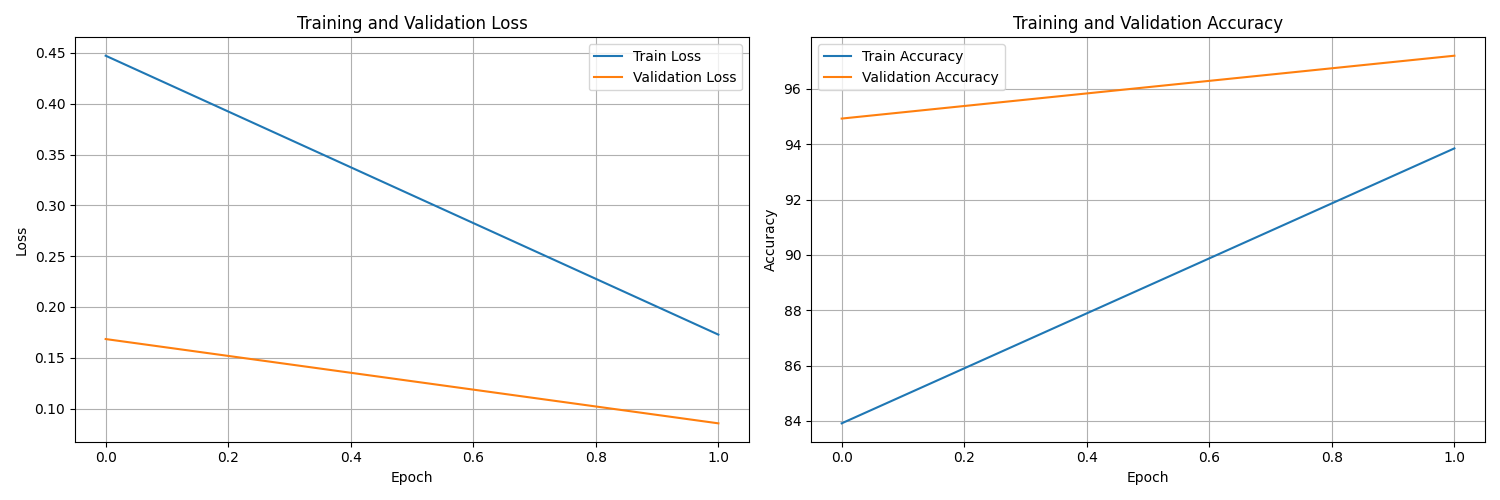 Training and Validation Loss
0.45
0.40
0.35
0.30
0.25
0.20
0.15
0.10
Loss
Train Loss
Validation Loss
0.0 0.2 0.4 0.6 0.8 1.0
Epoch
Training and Validation Accuracy
96
94
92
90
88
86
84
Accuracy
Train Accuracy
Validation Accuracy
0.0 0.2 0.4 0.6 0.8 1.0
Epoch